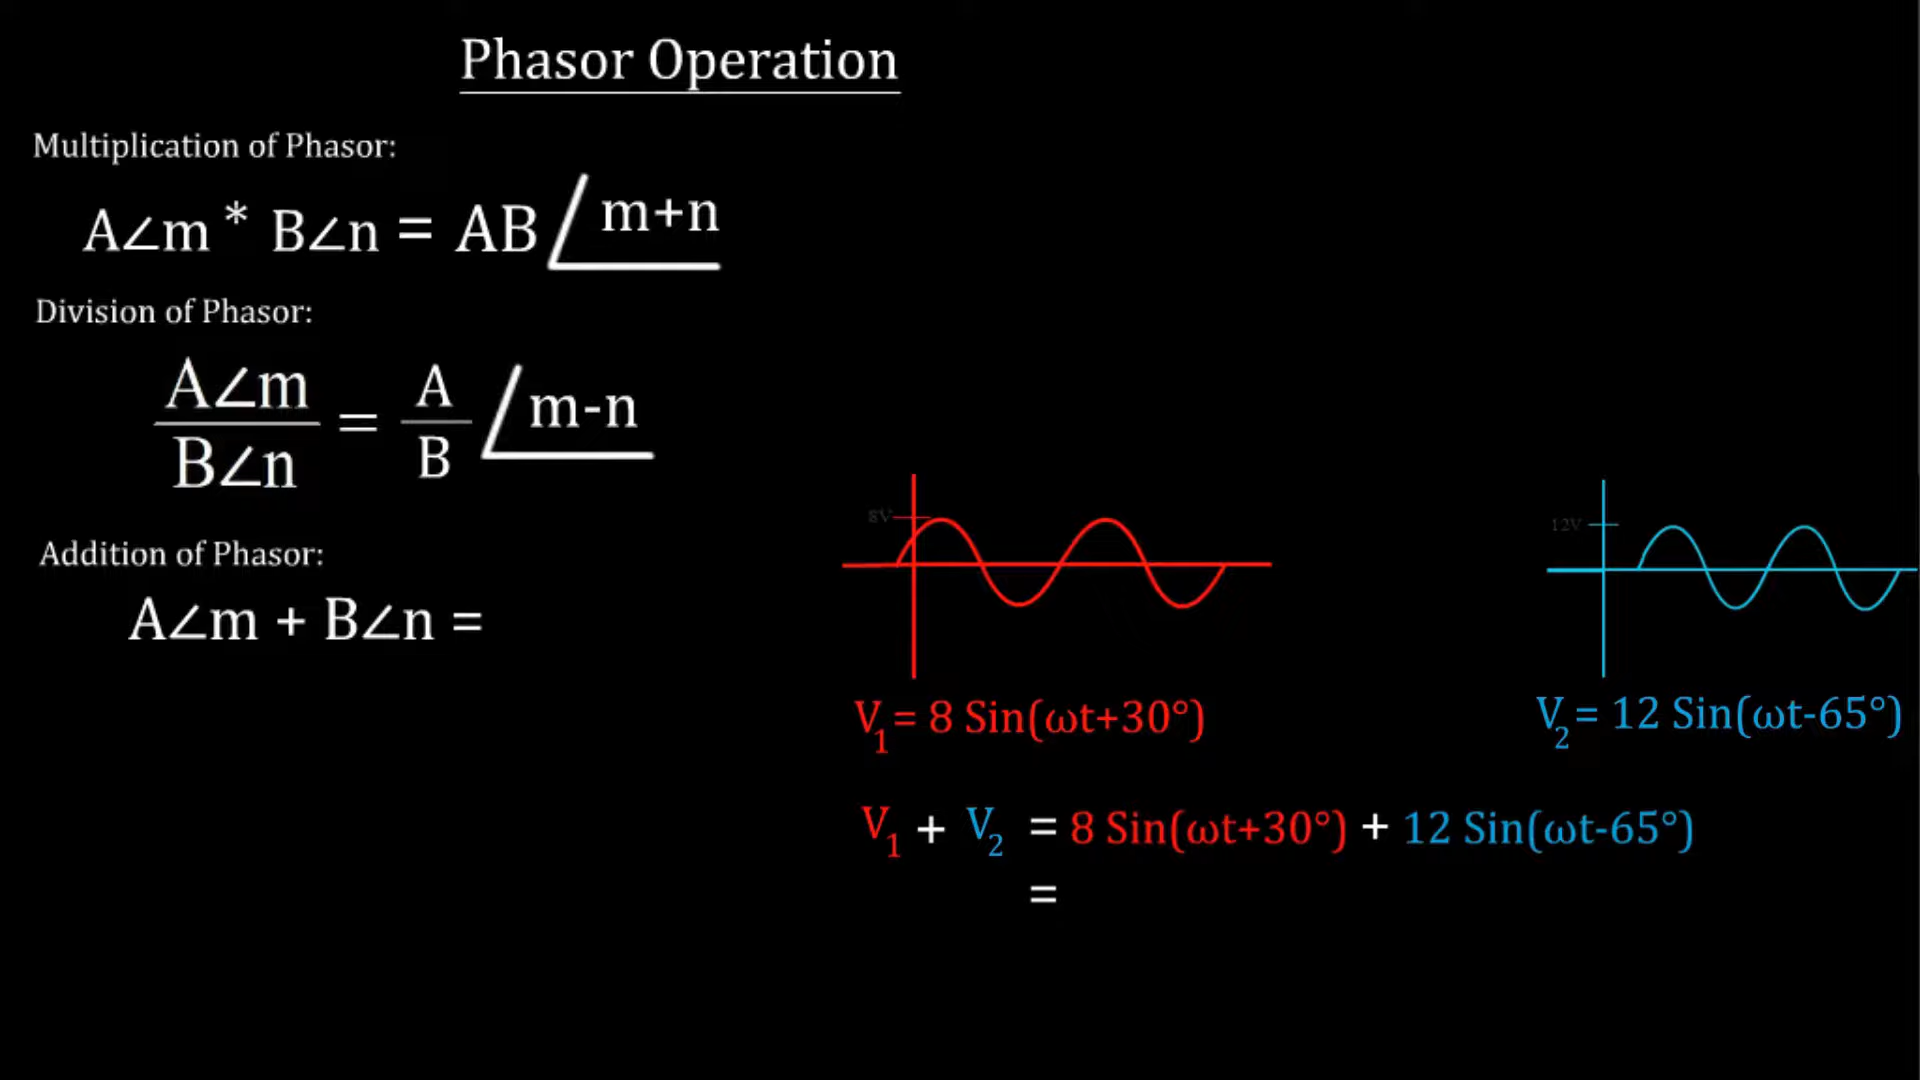 Phasor Operation
Multiplication of Phasor:
A∠m * B∠n = AB∠m+n
Division of Phasor:
A∠m / B∠n = A / B ∠m-n
Addition of Phasor:
A∠m + B∠n =
8V
12V
V1 = 8 Sin(ωt+30°)
V2 = 12 Sin(ωt-65°)
V1 + V2 = 8 Sin(ωt+30°) + 12 Sin(ωt-65°)
=